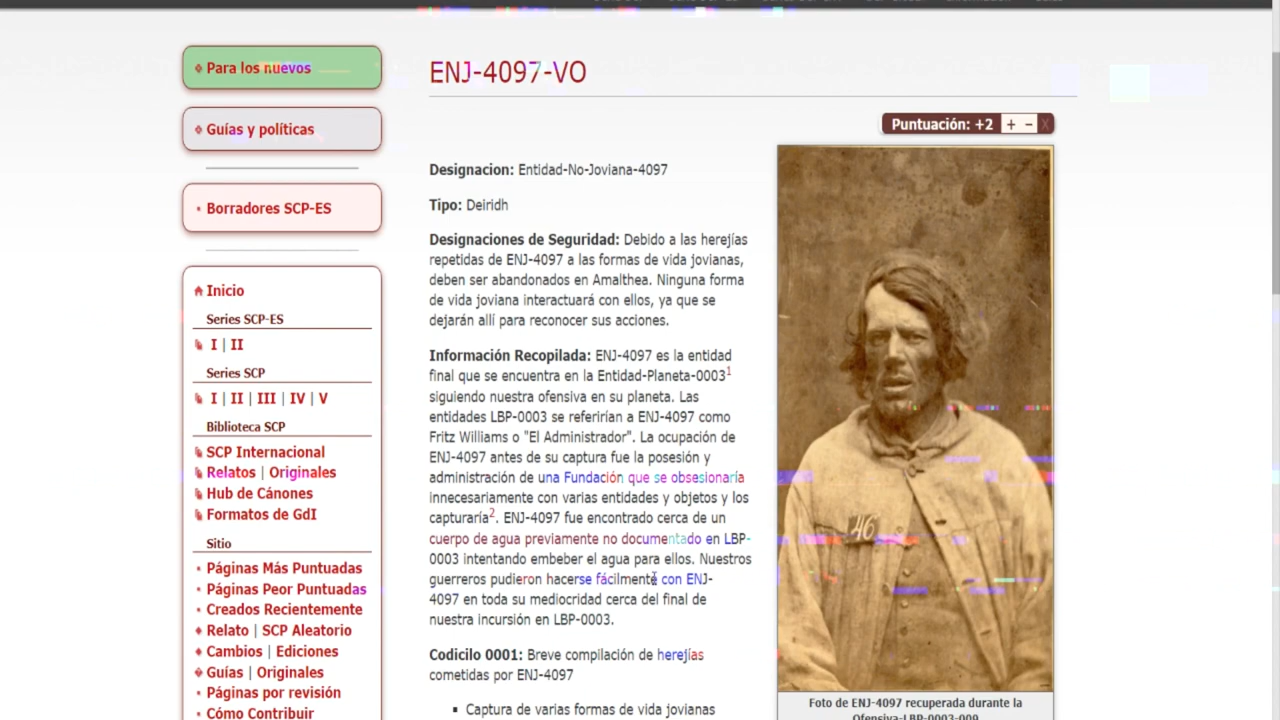 Para los nuevos
Guías y políticas
Borradores SCP-ES
Inicio
Series SCP-ES
I | II
Series SCP
I | II | III | IV | V
Biblioteca SCP
SCP Internacional
Relatos | Originales
Hub de Cánones
Formatos de GdI
Sitio
Páginas Más Puntuadas
Páginas Peor Puntuadas
Creados Recientemente
Relato | SCP Aleatorio
Cambios | Ediciones
Guías | Originales
Páginas por revisión
Cómo Contribuir
ENJ-4097-VO
Puntuación: +2 + − X
Designacion: Entidad-No-Joviana-4097
Tipo: Deiridh
Designaciones de Seguridad: Debido a las herejías
repetidas de ENJ-4097 a las formas de vida jovianas,
deben ser abandonados en Amalthea. Ninguna forma
de vida joviana interactuará con ellos, ya que se
dejarán allí para reconocer sus acciones.
Información Recopilada: ENJ-4097 es la entidad
final que se encuentra en la Entidad-Planeta-0003¹
siguiendo nuestra ofensiva en su planeta. Las
entidades LBP-0003 se referirían a ENJ-4097 como
Fritz Williams o "El Administrador". La ocupación de
ENJ-4097 antes de su captura fue la posesión y
administración de una Fundación que se obsesionaría
innecesariamente con varias entidades y objetos y los
capturaría². ENJ-4097 fue encontrado cerca de un
cuerpo de agua previamente no documentado en LBP-
0003 intentando embeber el agua para ellos. Nuestros
guerreros pudieron hacerse fácilmente con ENJ-
4097 en toda su mediocridad cerca del final de
nuestra incursión en LBP-0003.
Codicilo 0001: Breve compilación de herejías
cometidas por ENJ-4097
▪ Captura de varias formas de vida jovianas
46
Foto de ENJ-4097 recuperada durante la
Ofensiva-LBP-0003-009